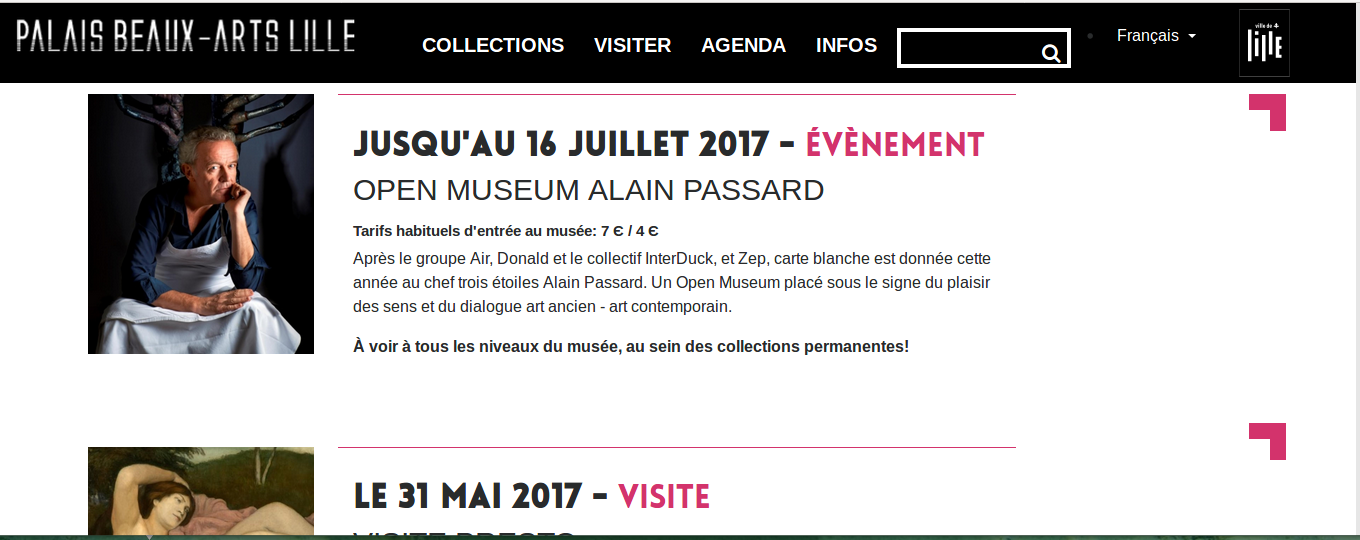 PALAIS BEAUX-ARTS LILLE
COLLECTIONS VISITER AGENDA INFOS
Français
ville de
lille
JUSQU'AU 16 JUILLET 2017 - ÉVÈNEMENT
OPEN MUSEUM ALAIN PASSARD
Tarifs habituels d'entrée au musée: 7 € / 4 €
Après le groupe Air, Donald et le collectif InterDuck, et Zep, carte blanche est donnée cette
année au chef trois étoiles Alain Passard. Un Open Museum placé sous le signe du plaisir
des sens et du dialogue art ancien - art contemporain.
À voir à tous les niveaux du musée, au sein des collections permanentes!
LE 31 MAI 2017 - VISITE
VISITE PRESTO